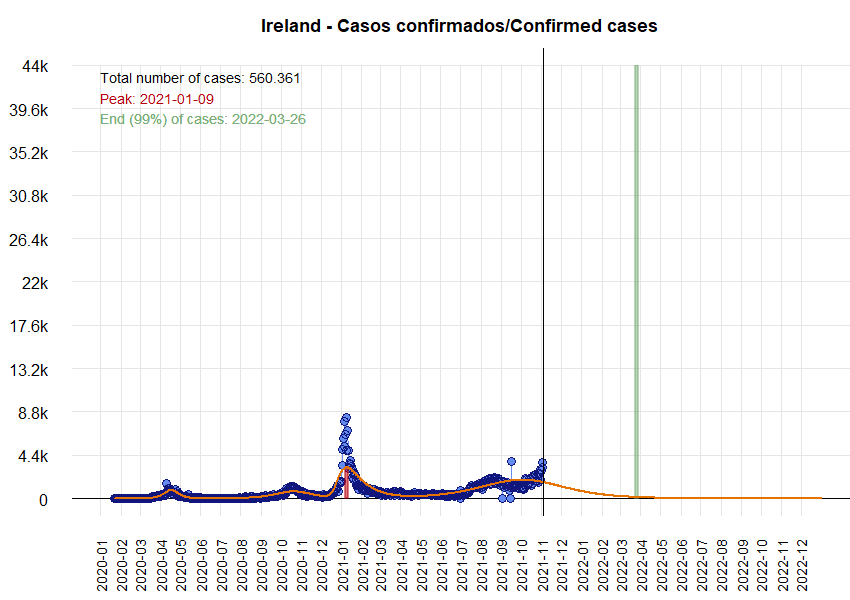 Ireland - Casos confirmados/Confirmed cases
44k
39.6k
35.2k
30.8k
26.4k
22k
17.6k
13.2k
8.8k
4.4k
0
Total number of cases: 560.361
Peak: 2021-01-09
End (99%) of cases: 2022-03-26
2020-01
2020-02
2020-03
2020-04
2020-05
2020-06
2020-07
2020-08
2020-09
2020-10
2020-11
2020-12
2021-01
2021-02
2021-03
2021-04
2021-05
2021-06
2021-07
2021-08
2021-09
2021-10
2021-11
2021-12
2022-01
2022-02
2022-03
2022-04
2022-05
2022-06
2022-07
2022-08
2022-09
2022-10
2022-11
2022-12